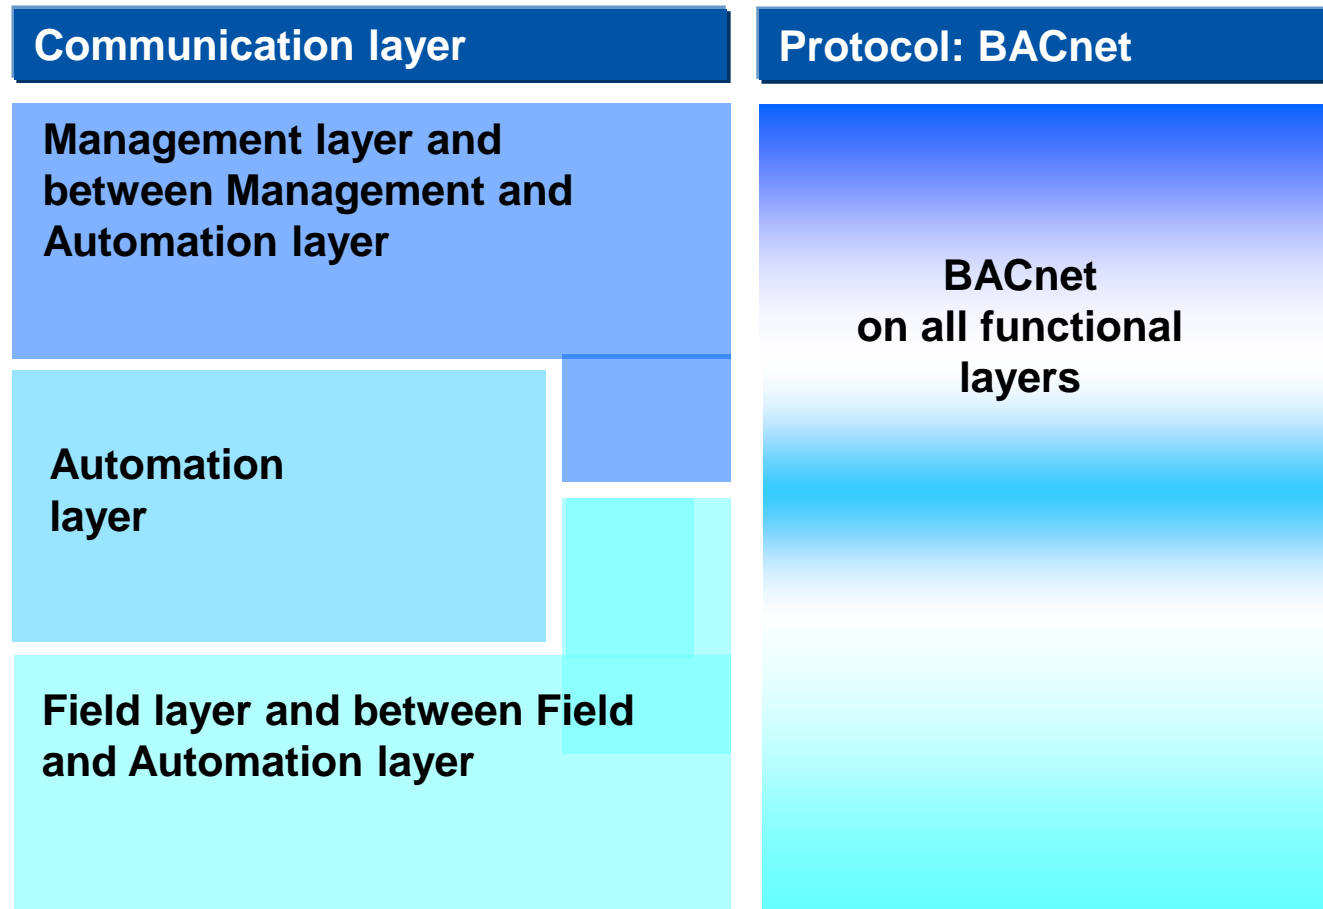 Communication layer
Protocol: BACnet
Management layer and
between Management and
Automation layer
BACnet
on all functional
layers
Automation
layer
Field layer and between Field
and Automation layer